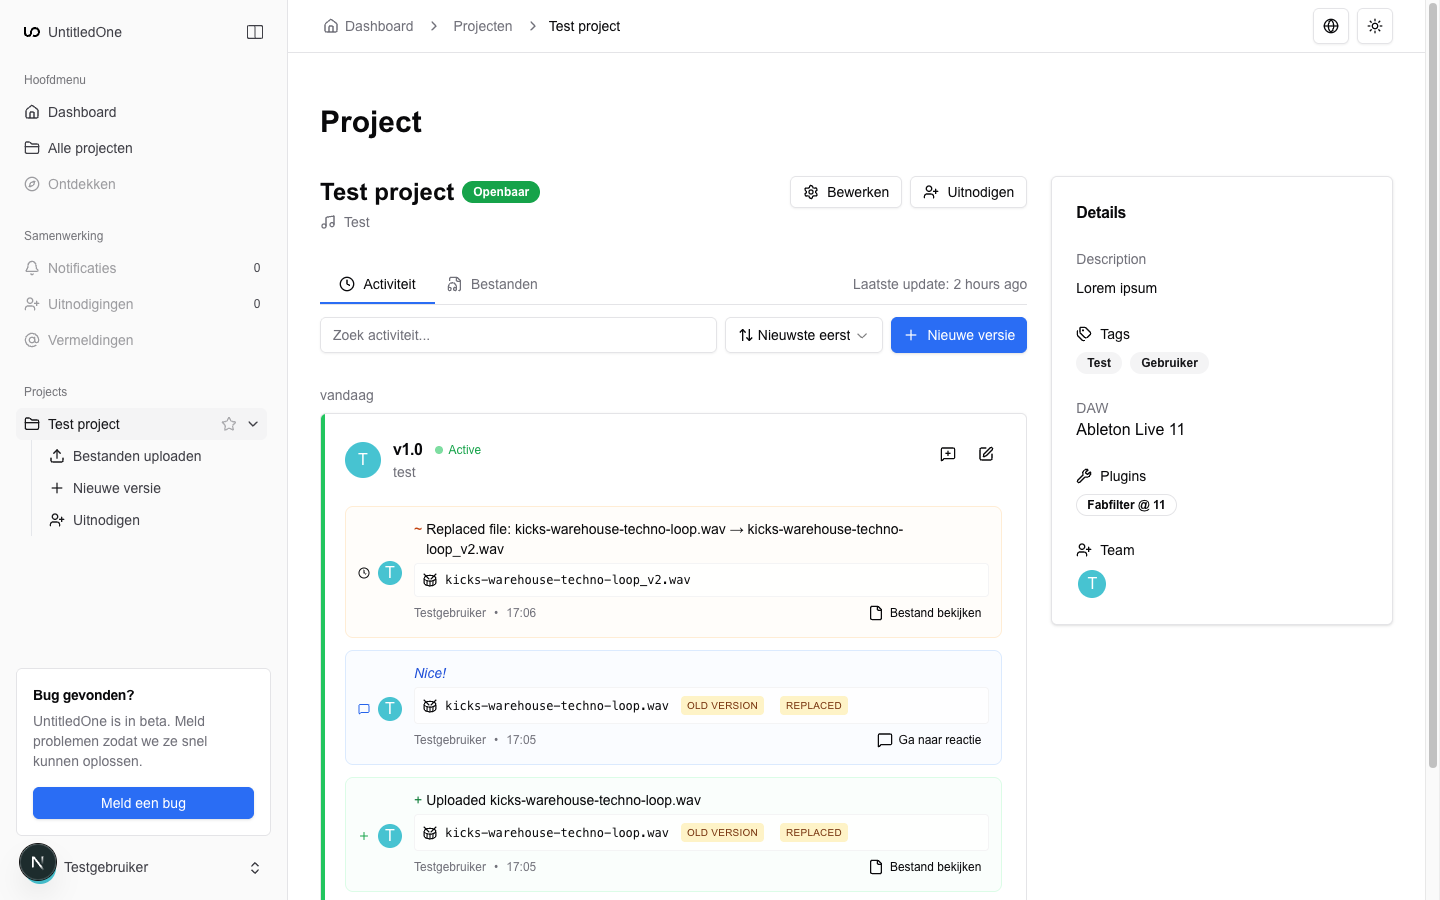 UntitledOne
Hoofdmenu
Dashboard
Alle projecten
Ontdekken
Samenwerking
Notificaties 0
Uitnodigingen 0
Vermeldingen
Projects
Test project
Bestanden uploaden
Nieuwe versie
Uitnodigen
Bug gevonden?
UntitledOne is in beta. Meld
problemen zodat we ze snel
kunnen oplossen.
Meld een bug
N
Testgebruiker
Dashboard Projecten Test project
Project
Test project Openbaar
Bewerken Uitnodigen
Test
Activiteit Bestanden Laatste update: 2 hours ago
Zoek activiteit... Nieuwste eerst Nieuwe versie
vandaag
T v1.0 Active
test
~ Replaced file: kicks-warehouse-techno-loop.wav → kicks-warehouse-techno-
loop_v2.wav
T
kicks-warehouse-techno-loop_v2.wav
Testgebruiker • 17:06 Bestand bekijken
Nice!
T
kicks-warehouse-techno-loop.wav OLD VERSION REPLACED
Testgebruiker • 17:05 Ga naar reactie
+ Uploaded kicks-warehouse-techno-loop.wav
T
kicks-warehouse-techno-loop.wav OLD VERSION REPLACED
Testgebruiker • 17:05 Bestand bekijken
Details
Description
Lorem ipsum
Tags
Test Gebruiker
DAW
Ableton Live 11
Plugins
Fabfilter @ 11
Team
T